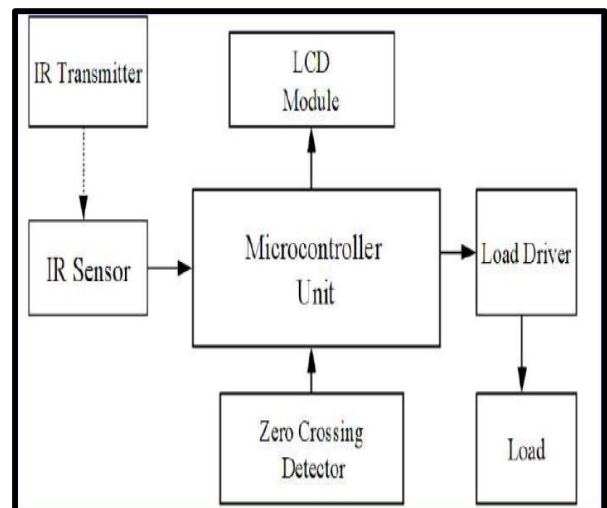 IR Transmitter
LCD
Module
IR Sensor
Microcontroller
Unit
Load Driver
Zero Crossing
Detector
Load